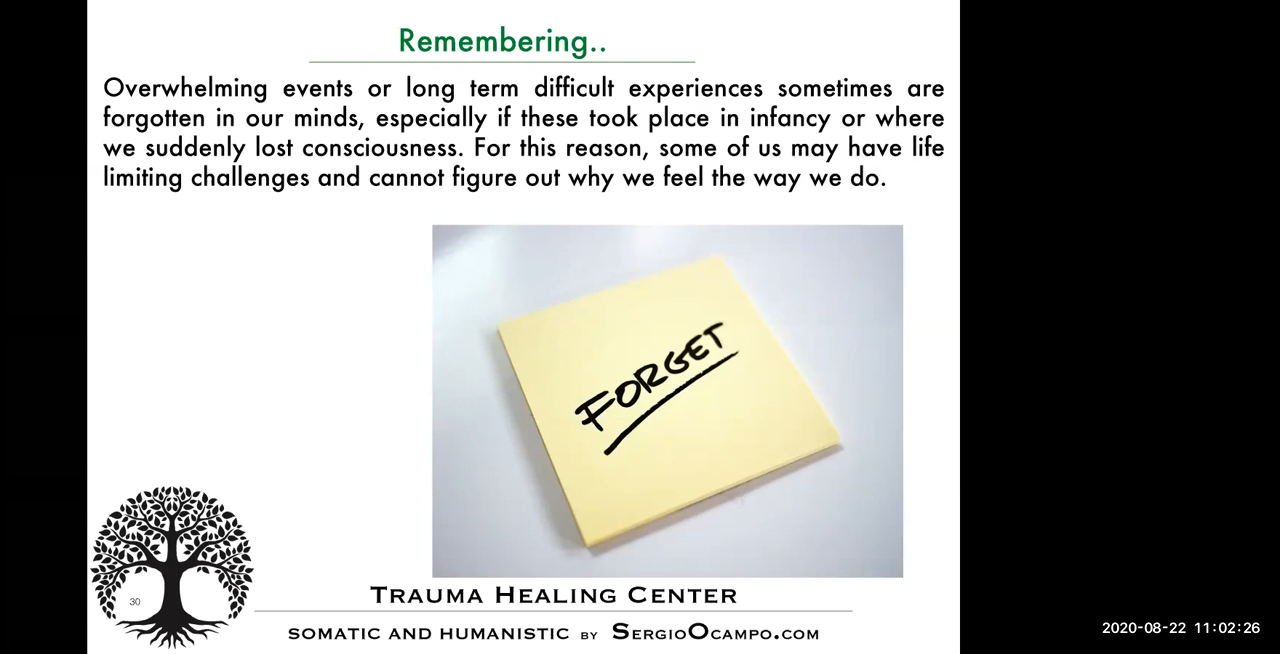 Remembering..
Overwhelming events or long term difficult experiences sometimes are
forgotten in our minds, especially if these took place in infancy or where
we suddenly lost consciousness. For this reason, some of us may have life
limiting challenges and cannot figure out why we feel the way we do.
FORGET
30
TRAUMA HEALING CENTER
SOMATIC AND HUMANISTIC BY SERGIOOCAMPO.COM
2020-08-22 11:02:26